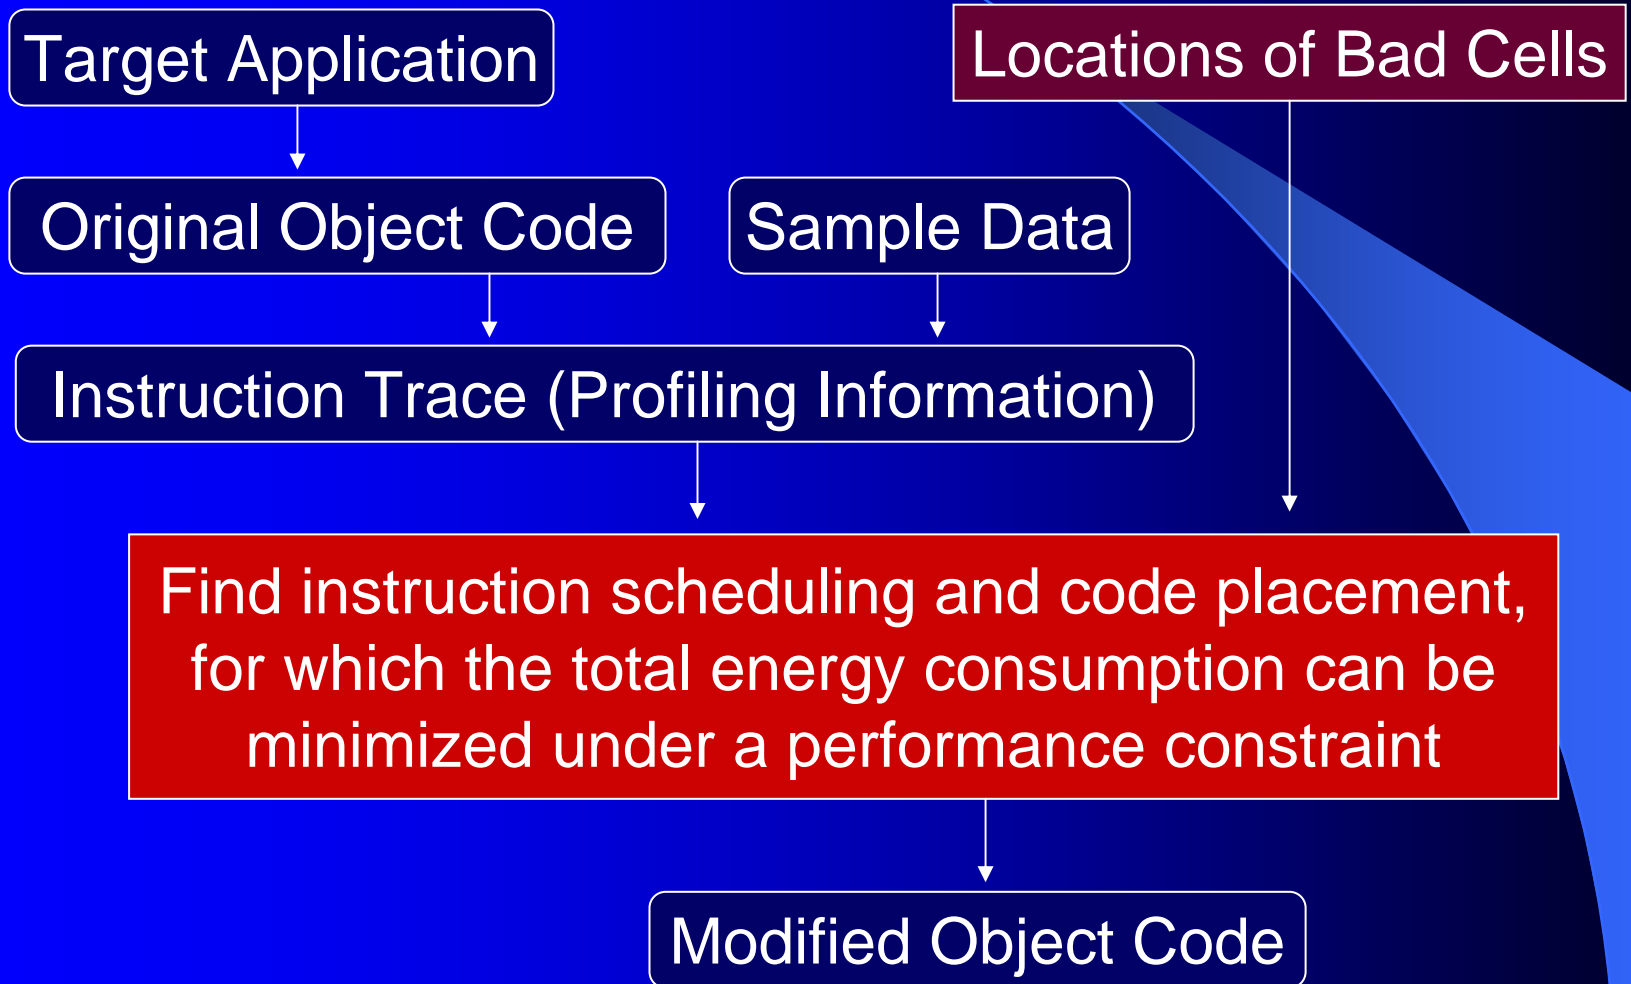 Target Application
Locations of Bad Cells
Original Object Code
Sample Data
Instruction Trace (Profiling Information)
Find instruction scheduling and code placement,
for which the total energy consumption can be
minimized under a performance constraint
Modified Object Code